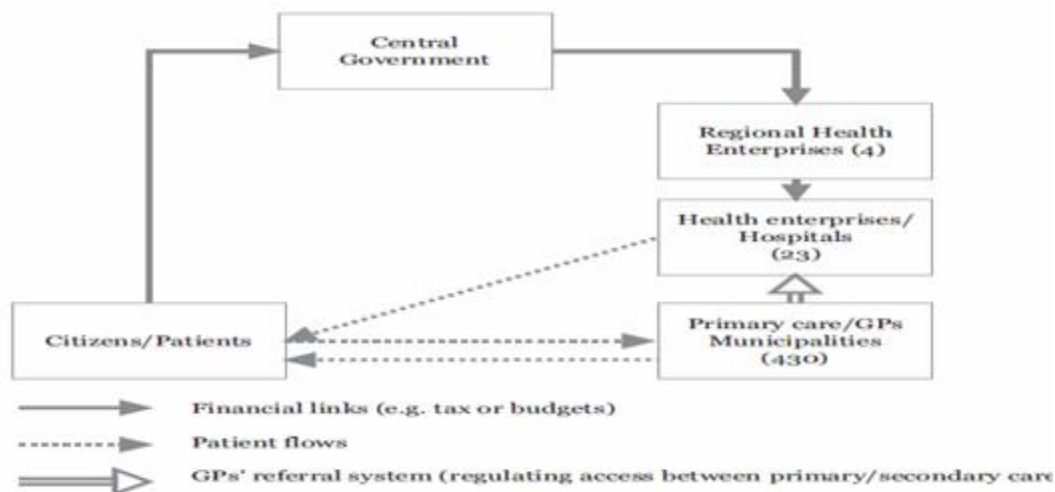 Central
Government
Regional Health
Enterprises (4)
Health enterprises/
Hospitals
(23)
Citizens/Patients
Primary care/GPs
Municipalities
(430)
Financial links (e.g. tax or budgets)
Patient flows
GPs' referral system (regulating access between primary/secondary care